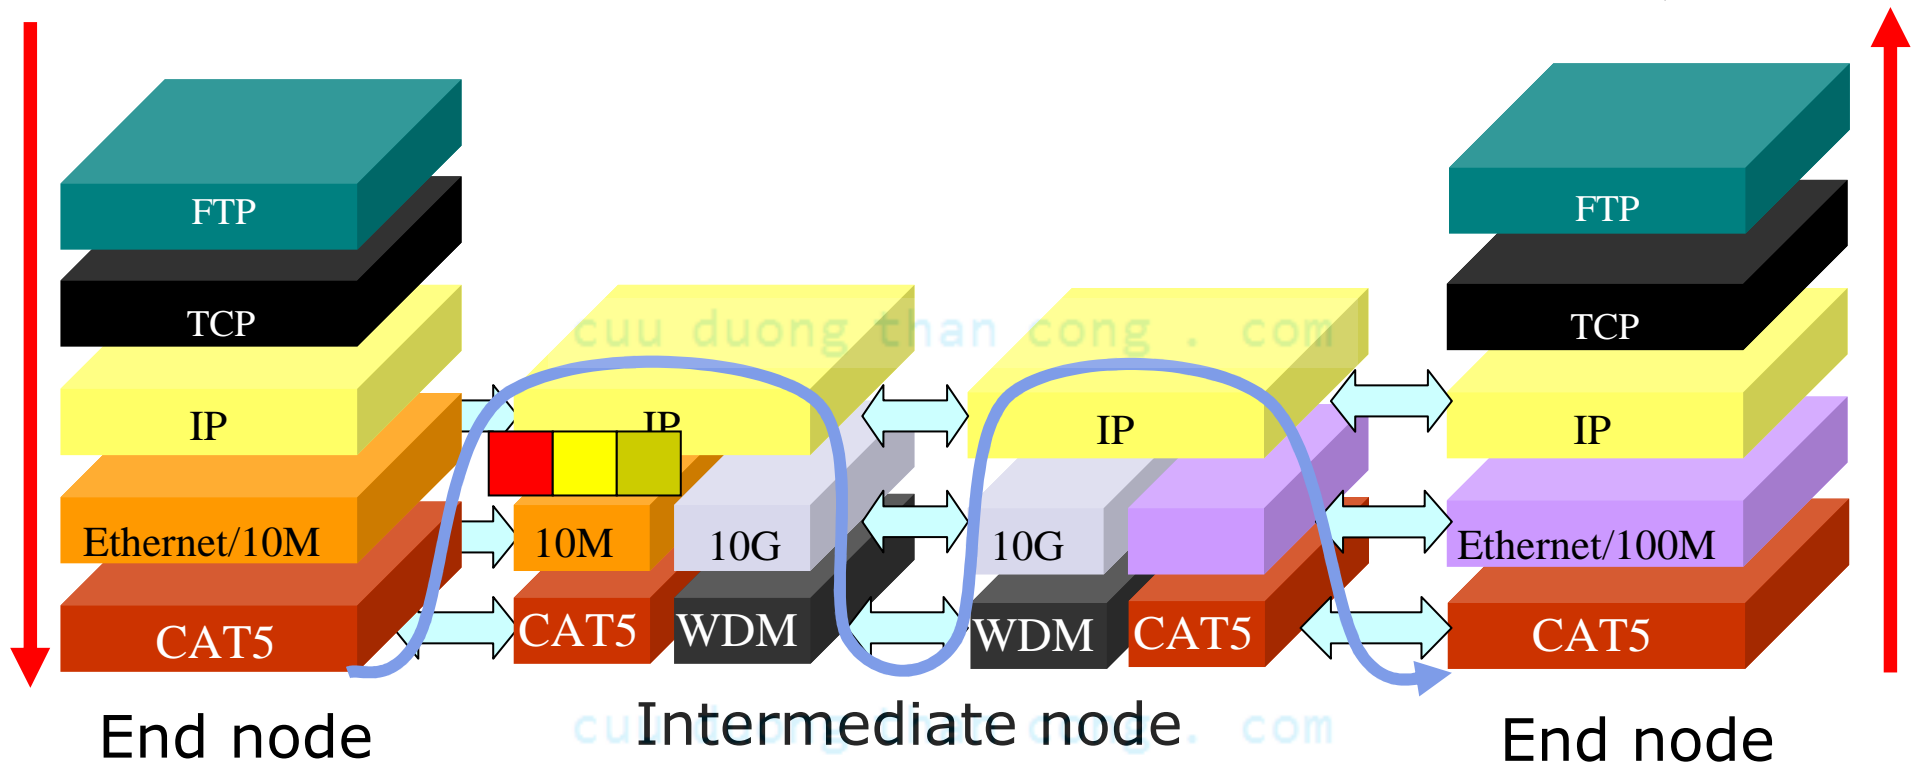 FTP
FTP
TCP
TCP
cuu duong than cong . com
IP
IP
IP
IP
Ethernet/10M
10M
10G
10G
Ethernet/100M
CAT5
CAT5
WDM
WDM
CAT5
CAT5
End node
Intermediate node
End node
cuu duong than cong . com